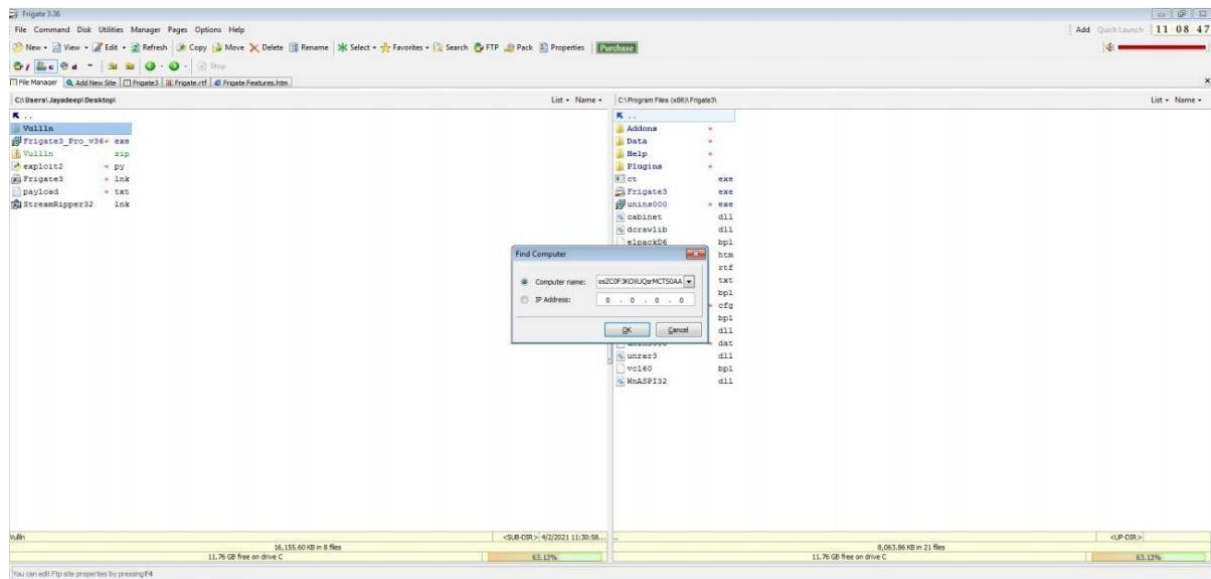 Frigate 3.36
File Command Disk Utilities Manager Pages Options Help
Add Quick Launch 11 08 47
New View Edit Refresh Copy Move Delete Rename Select Favorites Search FTP Pack Properties Purchase
Stop
File Manager Add New Site Frigate3 Frigate.rtf Frigate Features.htm
C:\Users\Jayadeep\Desktop\ List Name
..
Vullln
Frigate3_Pro_v36 exe
Vullln zip
exploit2 py
Frigate3 lnk
payload txt
StreamRipper32 lnk
C:\Program Files (x86)\Frigate3\ List Name
..
Addons
Data
Help
Plugins
ct exe
Frigate3 exe
unins000 exe
cabinet dll
dcrawlib dll
elpackD6 bpl
htm
rtf
txt
bpl
cfg
bpl
dll
dat
unrar3 dll
vcl60 bpl
WnASPI32 dll
Find Computer
Computer name:
IP Address: 0 . 0 . 0 . 0
OK Cancel
<SUB-DIR> 4/2/2021 11:30:58...
16,155.60 KB in 8 files
11.76 GB free on drive C 63.13%
.. <UP-DIR>
8,063.86 KB in 21 files
11.76 GB free on drive C 63.13%
You can edit Ftp site properties by pressing F4